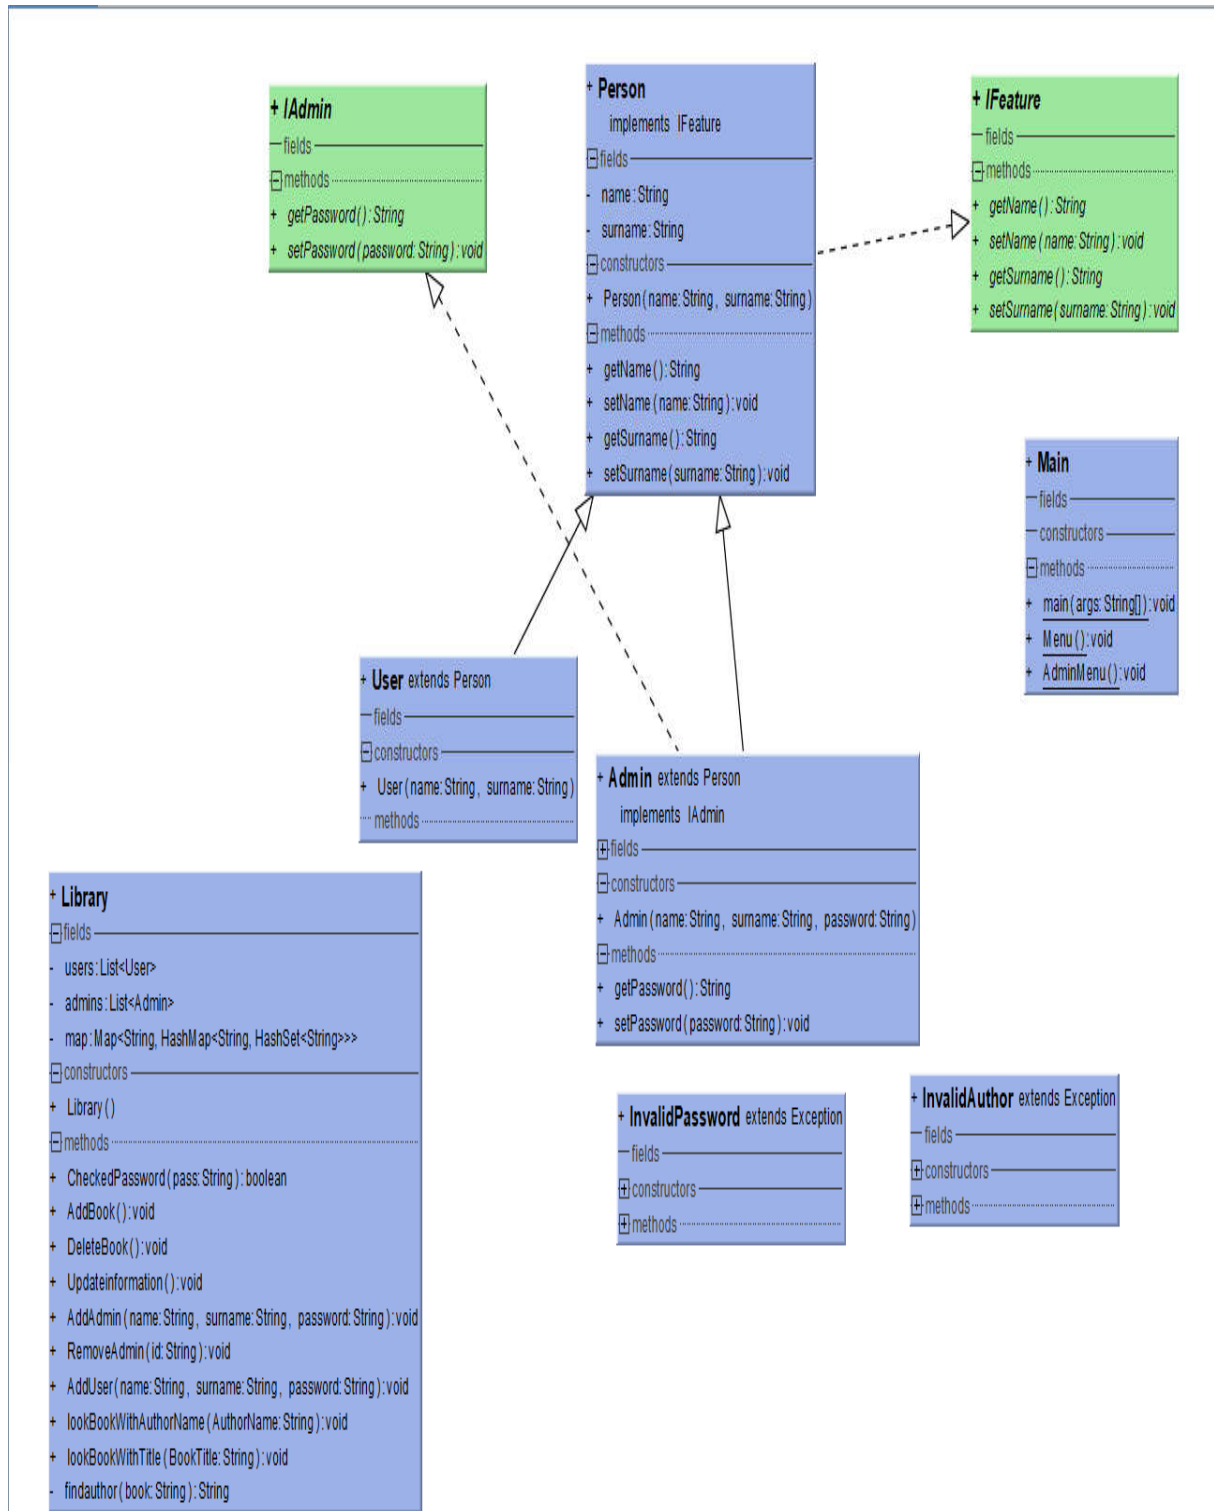 + IAdmin
fields
methods
+ getPassword():String
+ setPassword(password:String):void
+ Person
implements IFeature
fields
- name:String
- surname:String
constructors
+ Person(name:String, surname:String)
methods
+ getName():String
+ setName(name:String):void
+ getSurname():String
+ setSurname(surname:String):void
+ IFeature
fields
methods
+ getName():String
+ setName(name:String):void
+ getSurname():String
+ setSurname(surname:String):void
+ Main
fields
constructors
methods
+ main(args:String[]):void
+ Menu():void
+ AdminMenu():void
+ User extends Person
fields
constructors
+ User(name:String, surname:String)
methods
+ Admin extends Person
implements IAdmin
fields
constructors
+ Admin(name:String, surname:String, password:String)
methods
+ getPassword():String
+ setPassword(password:String):void
+ Library
fields
- users:List<User>
- admins:List<Admin>
- map:Map<String, HashMap<String, HashSet<String>>>
constructors
+ Library()
methods
+ CheckedPassword(pass:String):boolean
+ AddBook():void
+ DeleteBook():void
+ Updateinformation():void
+ AddAdmin(name:String, surname:String, password:String):void
+ RemoveAdmin(id:String):void
+ AddUser(name:String, surname:String, password:String):void
+ lookBookWithAuthorName(AuthorName:String):void
+ lookBookWithTitle(BookTitle:String):void
- findauthor(book:String):String
+ InvalidPassword extends Exception
fields
constructors
methods
+ InvalidAuthor extends Exception
fields
constructors
methods